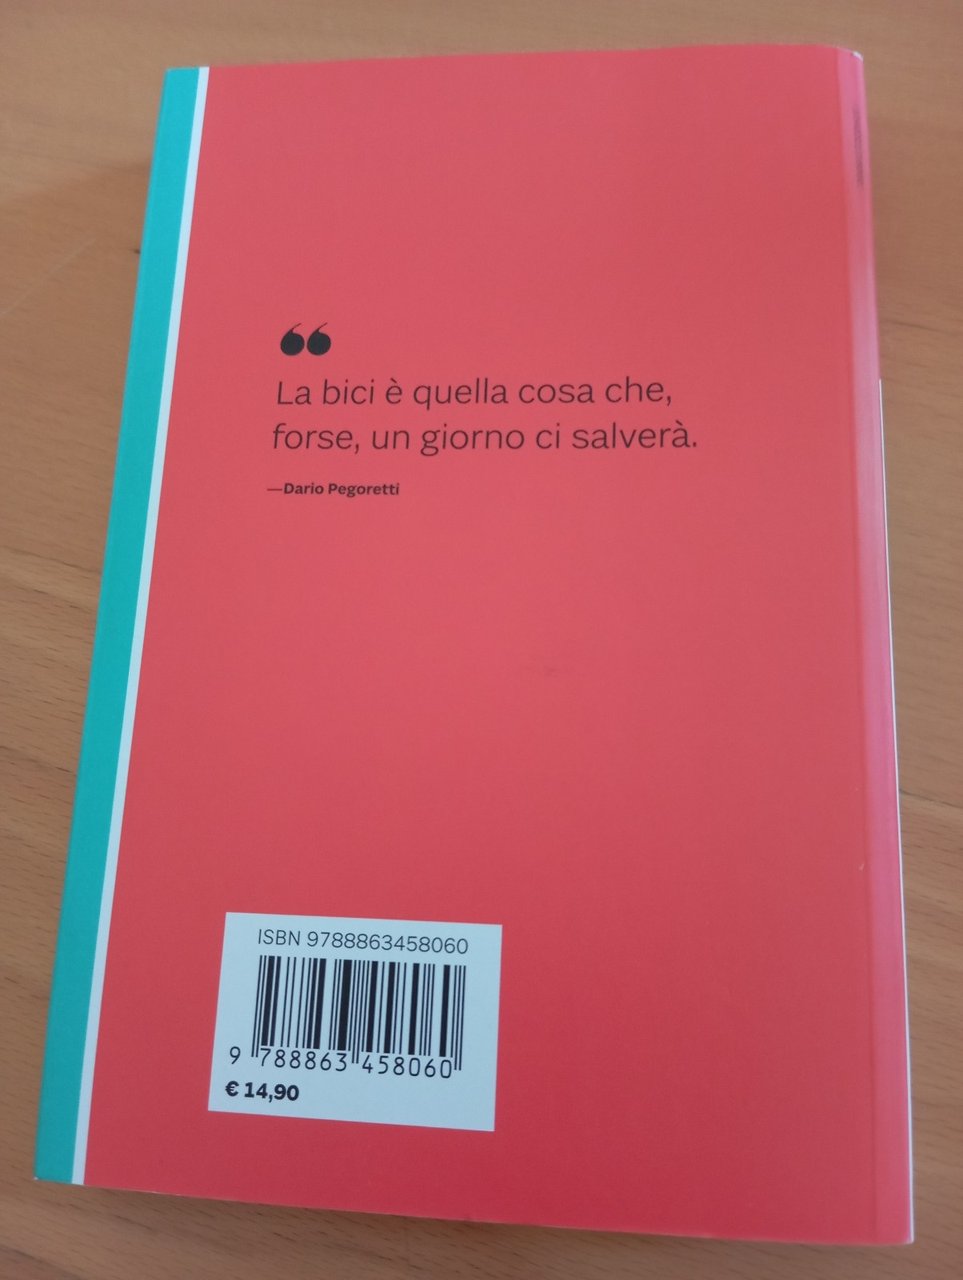 “
La bici è quella cosa che,
forse, un giorno ci salverà.
—Dario Pegoretti
ISBN 9788863458060
9 788863 458060
€ 14,90